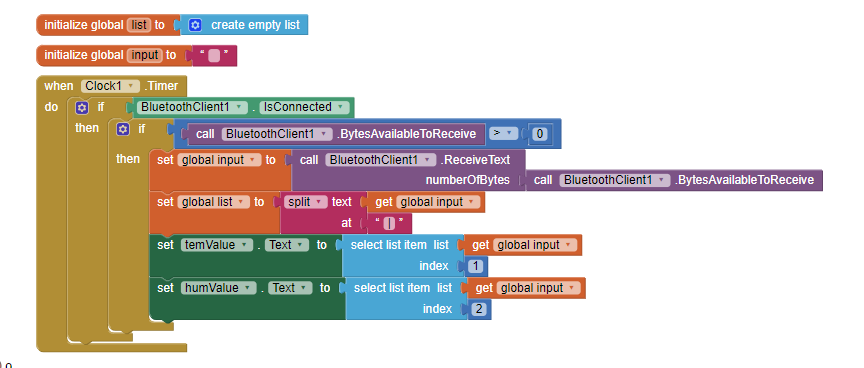 initialize global list to create empty list
initialize global input to “ ”
when Clock1 .Timer
do if BluetoothClient1 . IsConnected
then if call BluetoothClient1 .BytesAvailableToReceive > 0
then set global input to call BluetoothClient1 .ReceiveText
numberOfBytes call BluetoothClient1 .BytesAvailableToReceive
set global list to split text get global input
at “ | ”
set temValue . Text to select list item list get global input
index 1
set humValue . Text to select list item list get global input
index 2